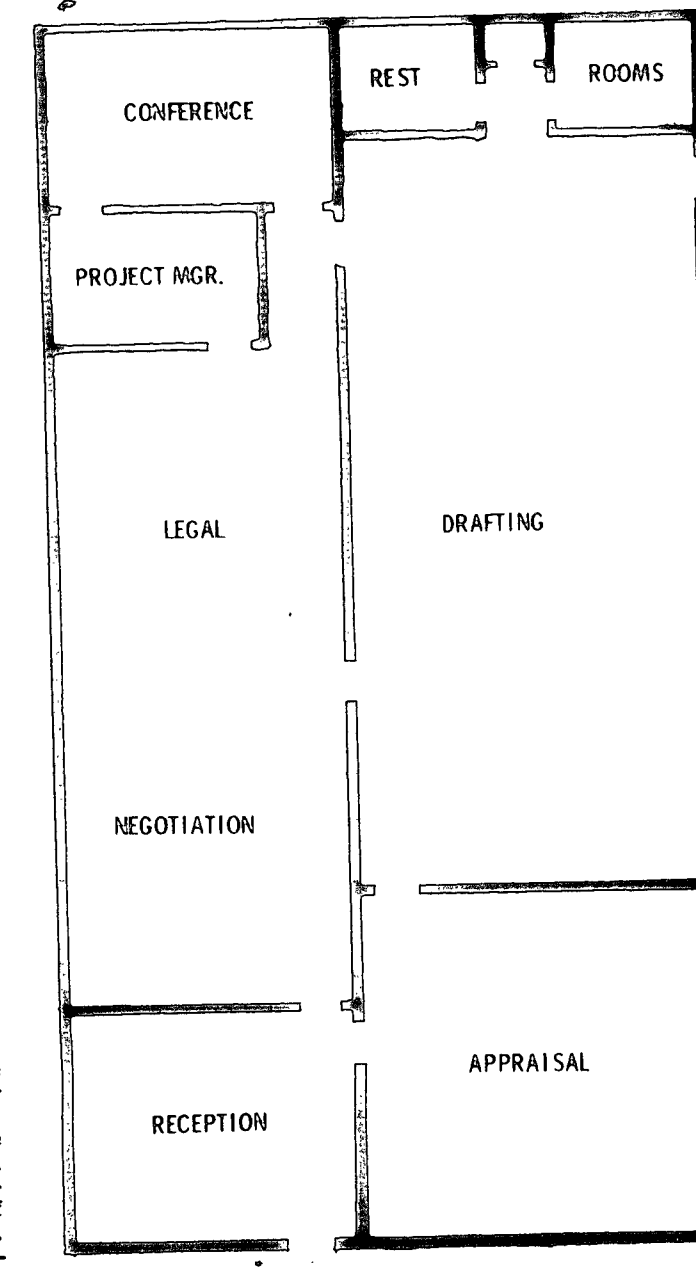 REST
ROOMS
CONFERENCE
PROJECT MGR.
LEGAL
DRAFTING
NEGOTIATION
APPRAISAL
RECEPTION